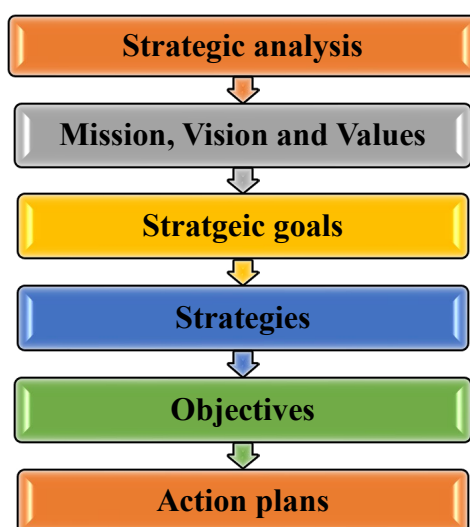 Strategic analysis
Mission, Vision and Values
Stratgeic goals
Strategies
Objectives
Action plans